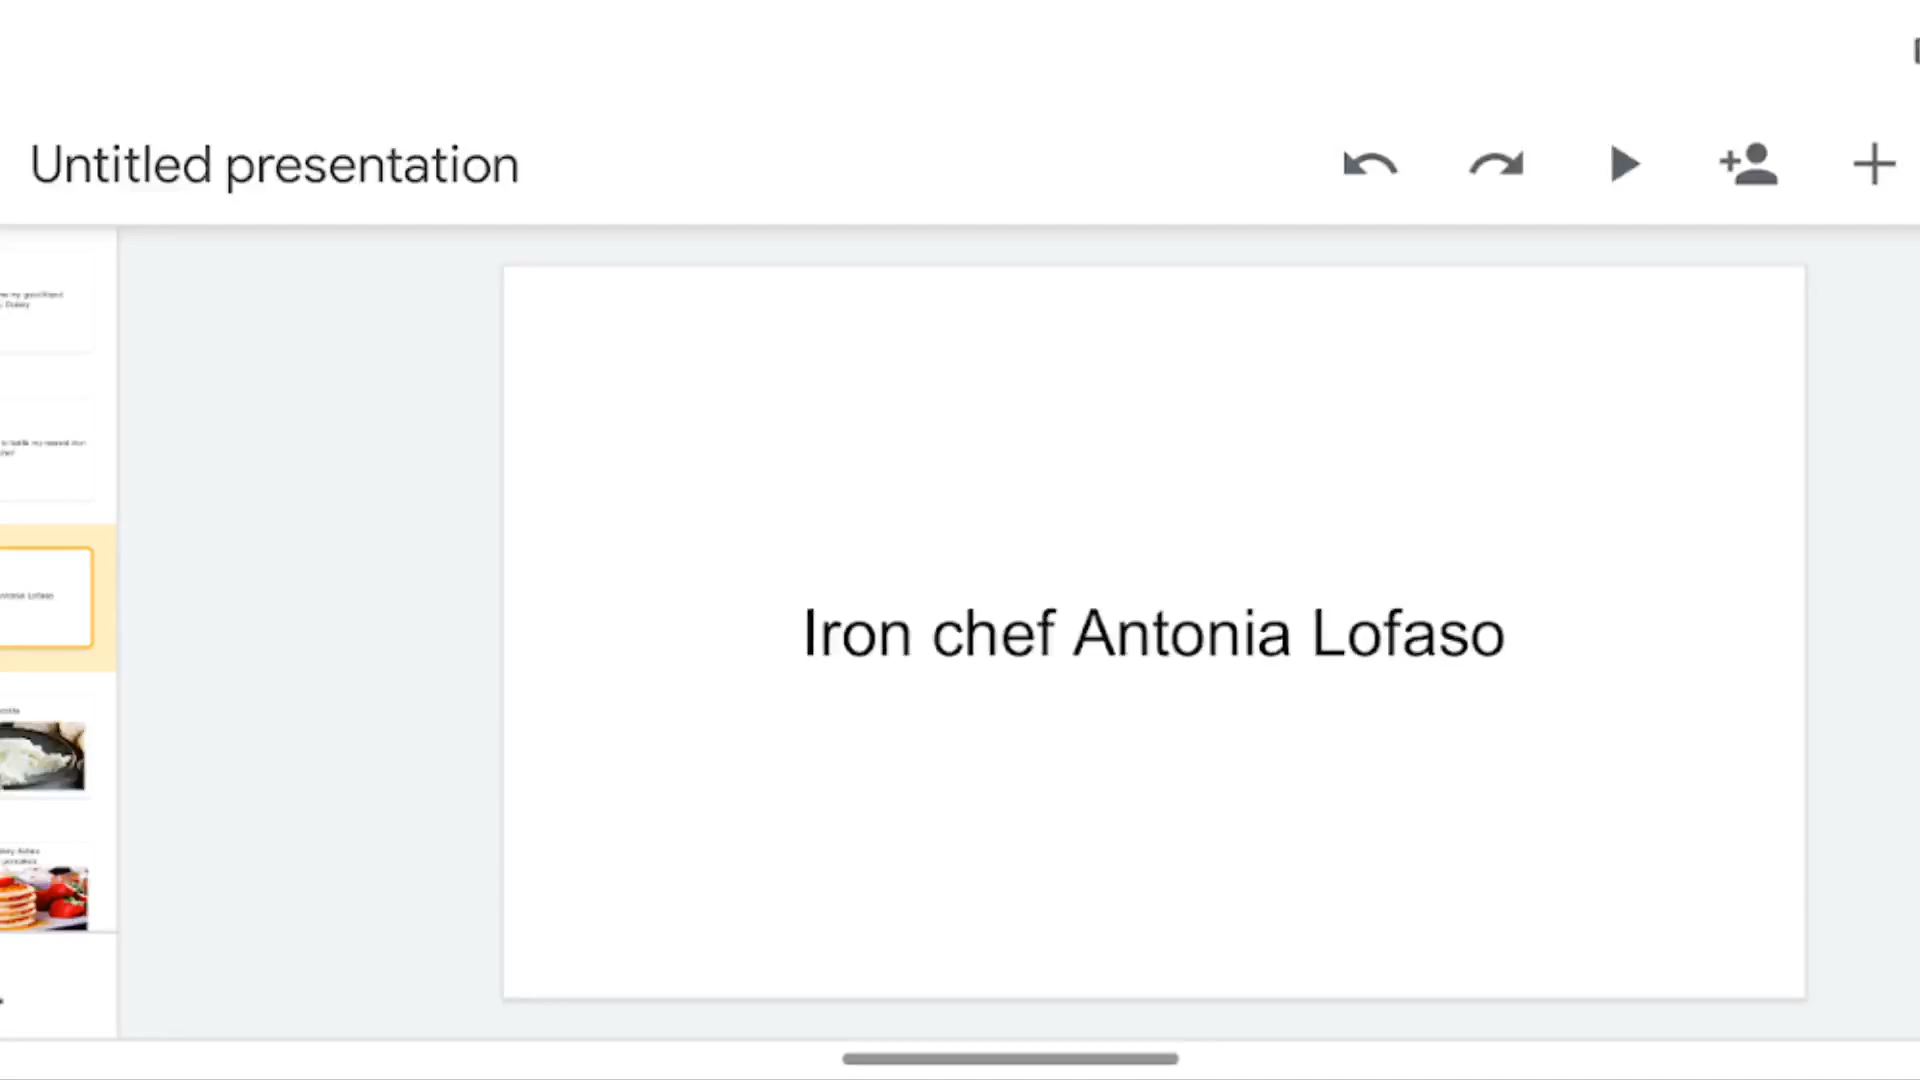 Untitled presentation
Iron chef Antonia Lofaso